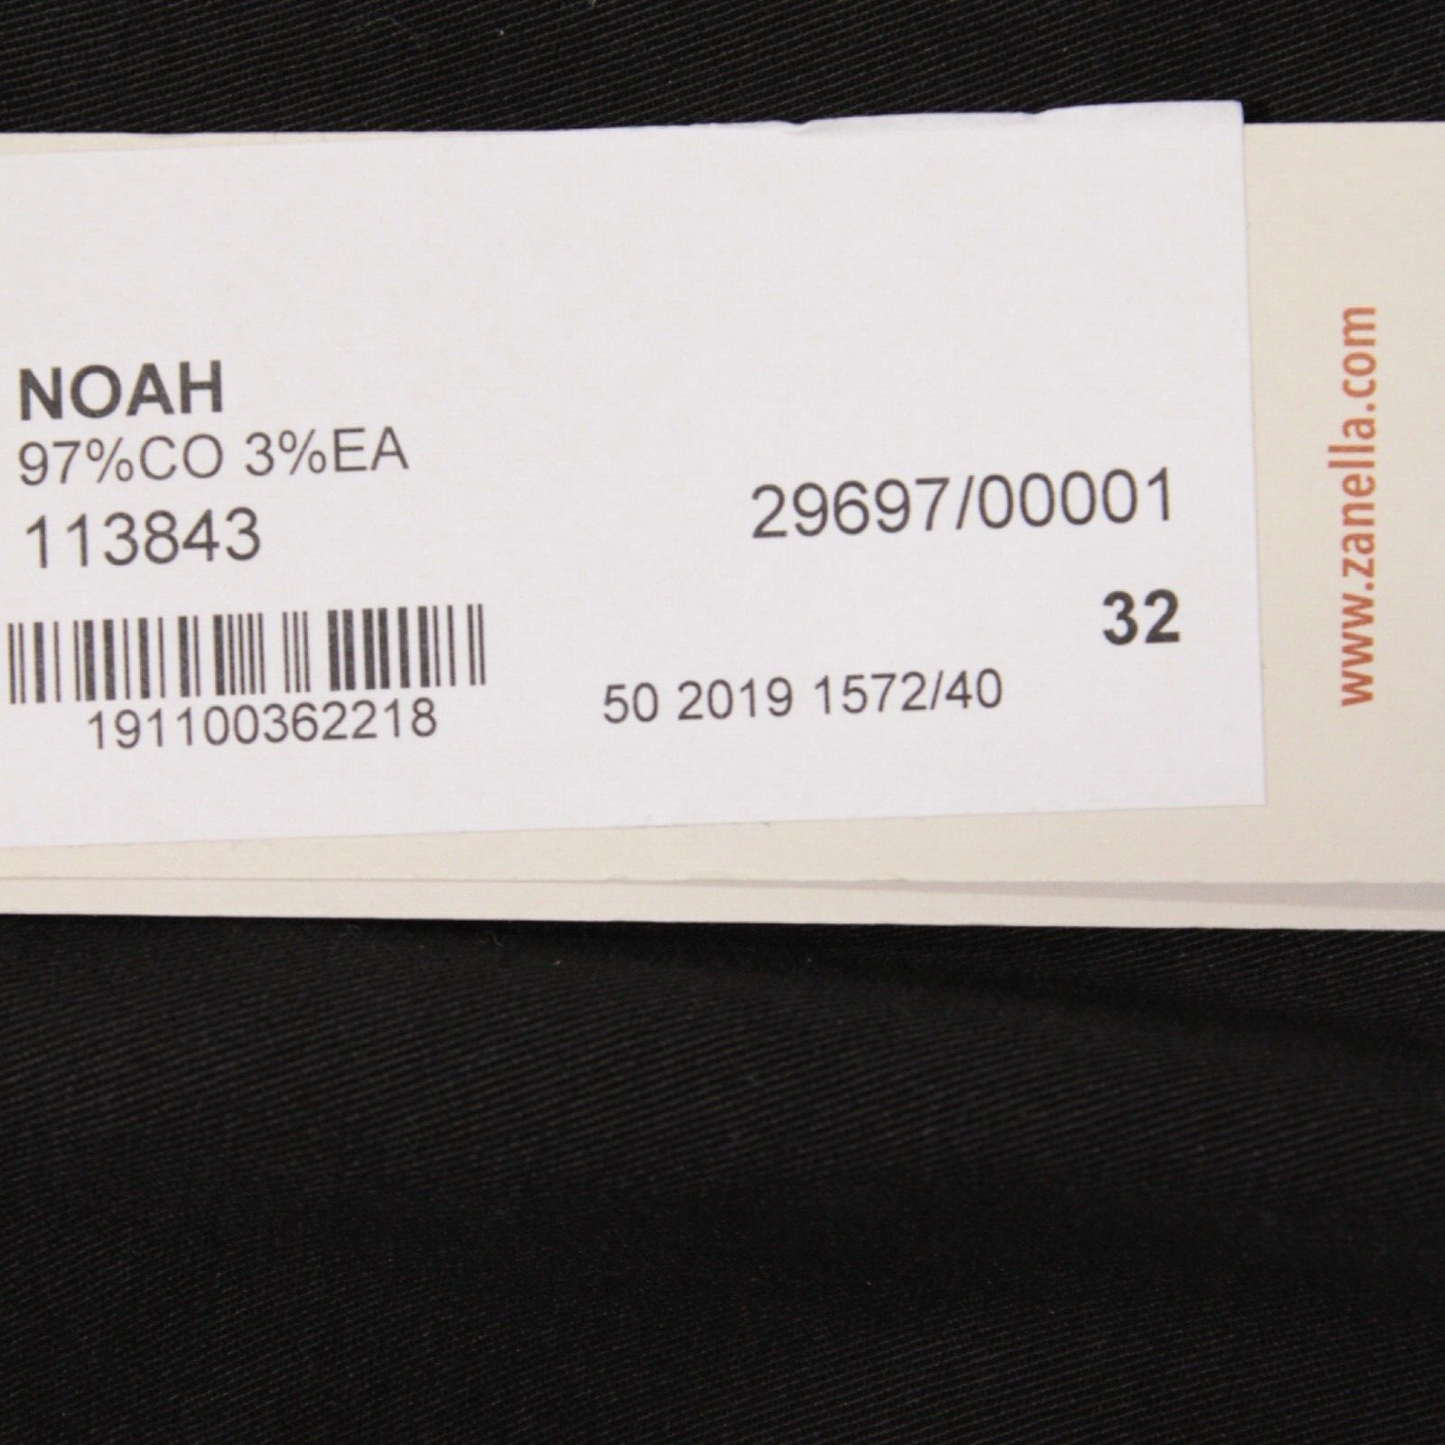 NOAH
97%CO 3%EA
113843
29697/00001
32
191100362218
50 2019 1572/40
www.zanella.com